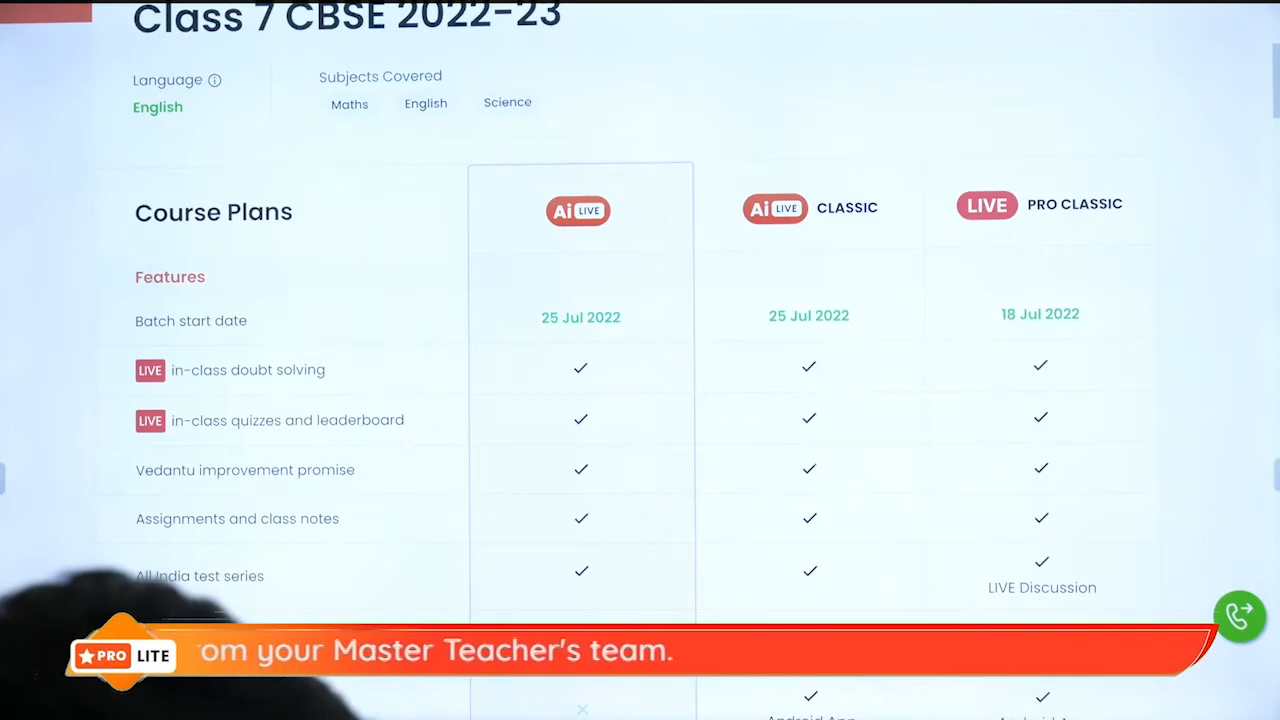 Class 7 CBSE 2022-23
Language
Subjects Covered
English
Maths English Science
Course Plans
Ai LIVE
Ai LIVE CLASSIC
LIVE PRO CLASSIC
Features
Batch start date 25 Jul 2022 25 Jul 2022 18 Jul 2022
LIVE in-class doubt solving
LIVE in-class quizzes and leaderboard
Vedantu improvement promise
Assignments and class notes
All India test series
LIVE Discussion
PRO LITE
om your Master Teacher's team.